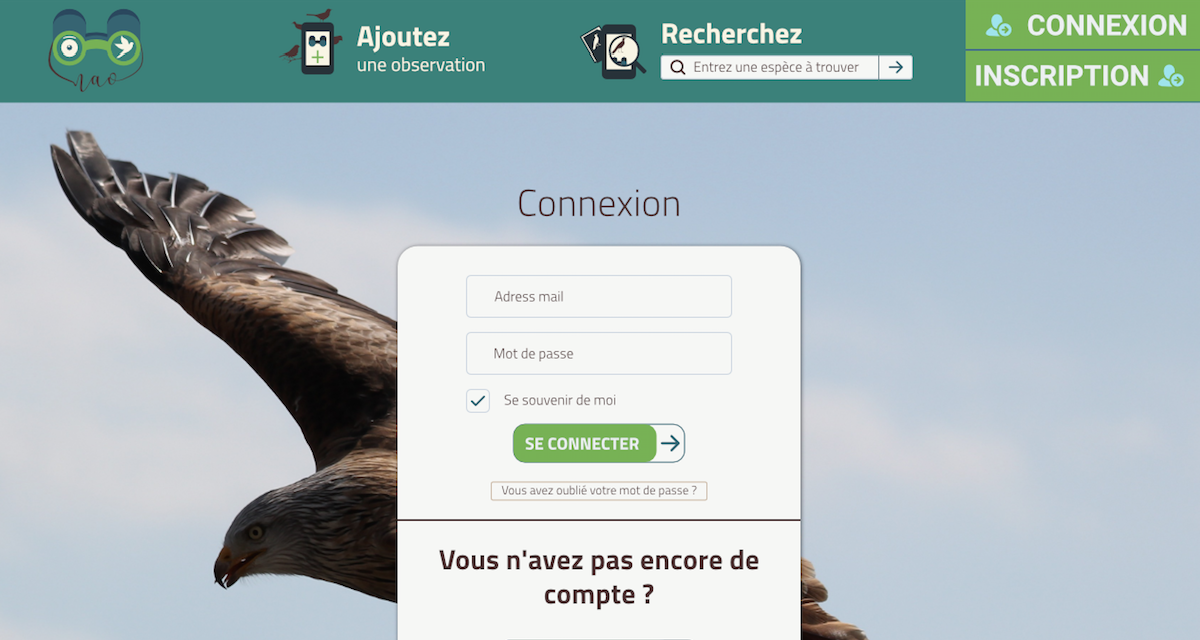 nao
Ajoutez
une observation
Recherchez
Entrez une espèce à trouver
CONNEXION
INSCRIPTION
Connexion
Adress mail
Mot de passe
Se souvenir de moi
SE CONNECTER
Vous avez oublié votre mot de passe ?
Vous n'avez pas encore de
compte ?